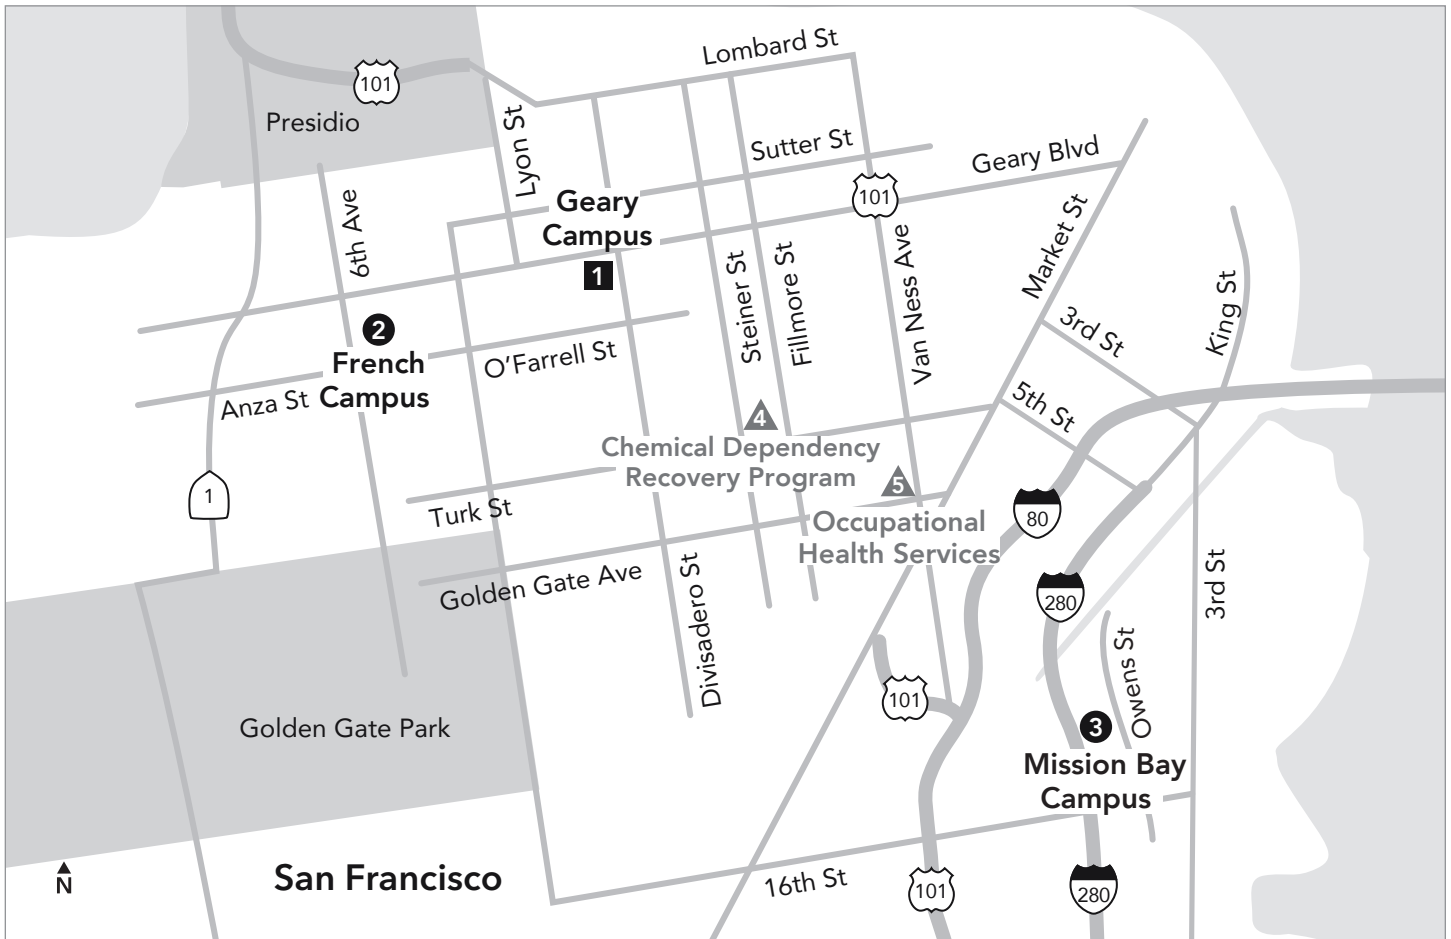 Lombard St
101
Presidio
Lyon St
Sutter St
Geary Blvd
6th Ave
Geary
Campus
1
101
Market St
Steiner St
Fillmore St
Van Ness Ave
King St
2
French
Campus
3rd St
O'Farrell St
Anza St
5th St
4
Chemical Dependency
Recovery Program
5
Occupational
Health Services
1
Turk St
80
Golden Gate Ave
280
3rd St
Divisadero St
Owens St
101
Golden Gate Park
3
Mission Bay
Campus
N
San Francisco
16th St
101
280